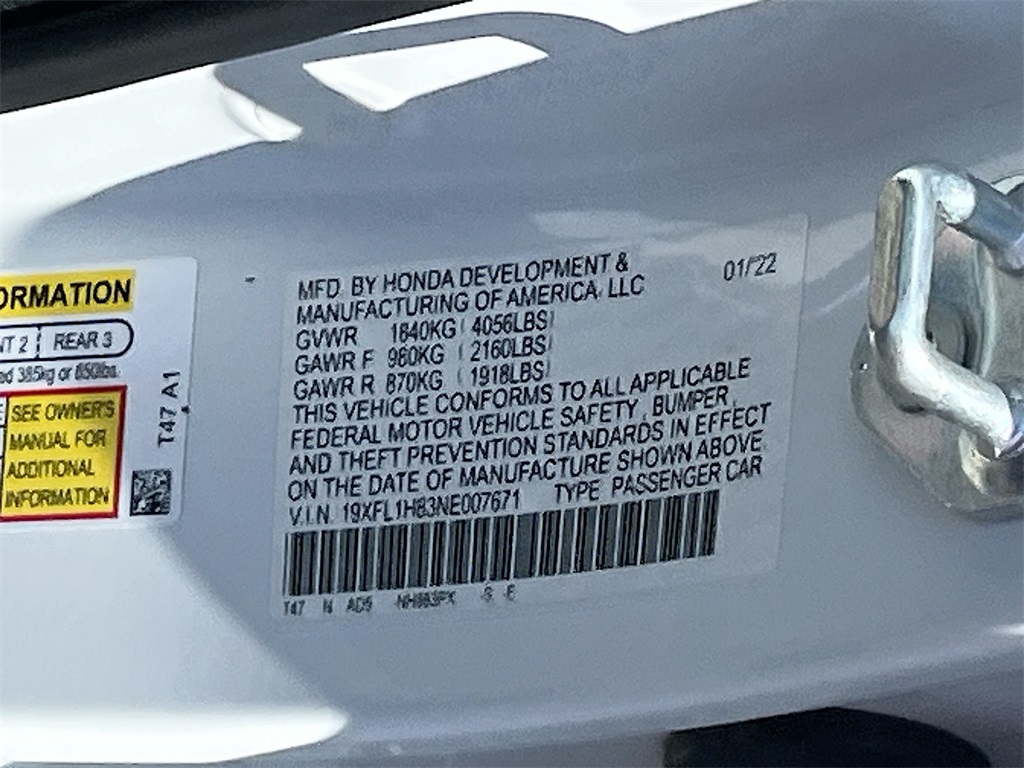 ORMATION
NT 2 REAR 3
ed 385kg or 850lbs.
SEE OWNER'S
MANUAL FOR
ADDITIONAL
INFORMATION
T47 A1
MFD. BY HONDA DEVELOPMENT & 01/22
MANUFACTURING OF AMERICA, LLC
GVWR 1840KG (4056LBS)
GAWR F 980KG (2160LBS)
GAWR R 870KG (1918LBS)
THIS VEHICLE CONFORMS TO ALL APPLICABLE
FEDERAL MOTOR VEHICLE SAFETY, BUMPER,
AND THEFT PREVENTION STANDARDS IN EFFECT
ON THE DATE OF MANUFACTURE SHOWN ABOVE
V.I.N. 19XFL1H83NE007671 TYPE: PASSENGER CAR
T47 N AD5 NH883PX -S E